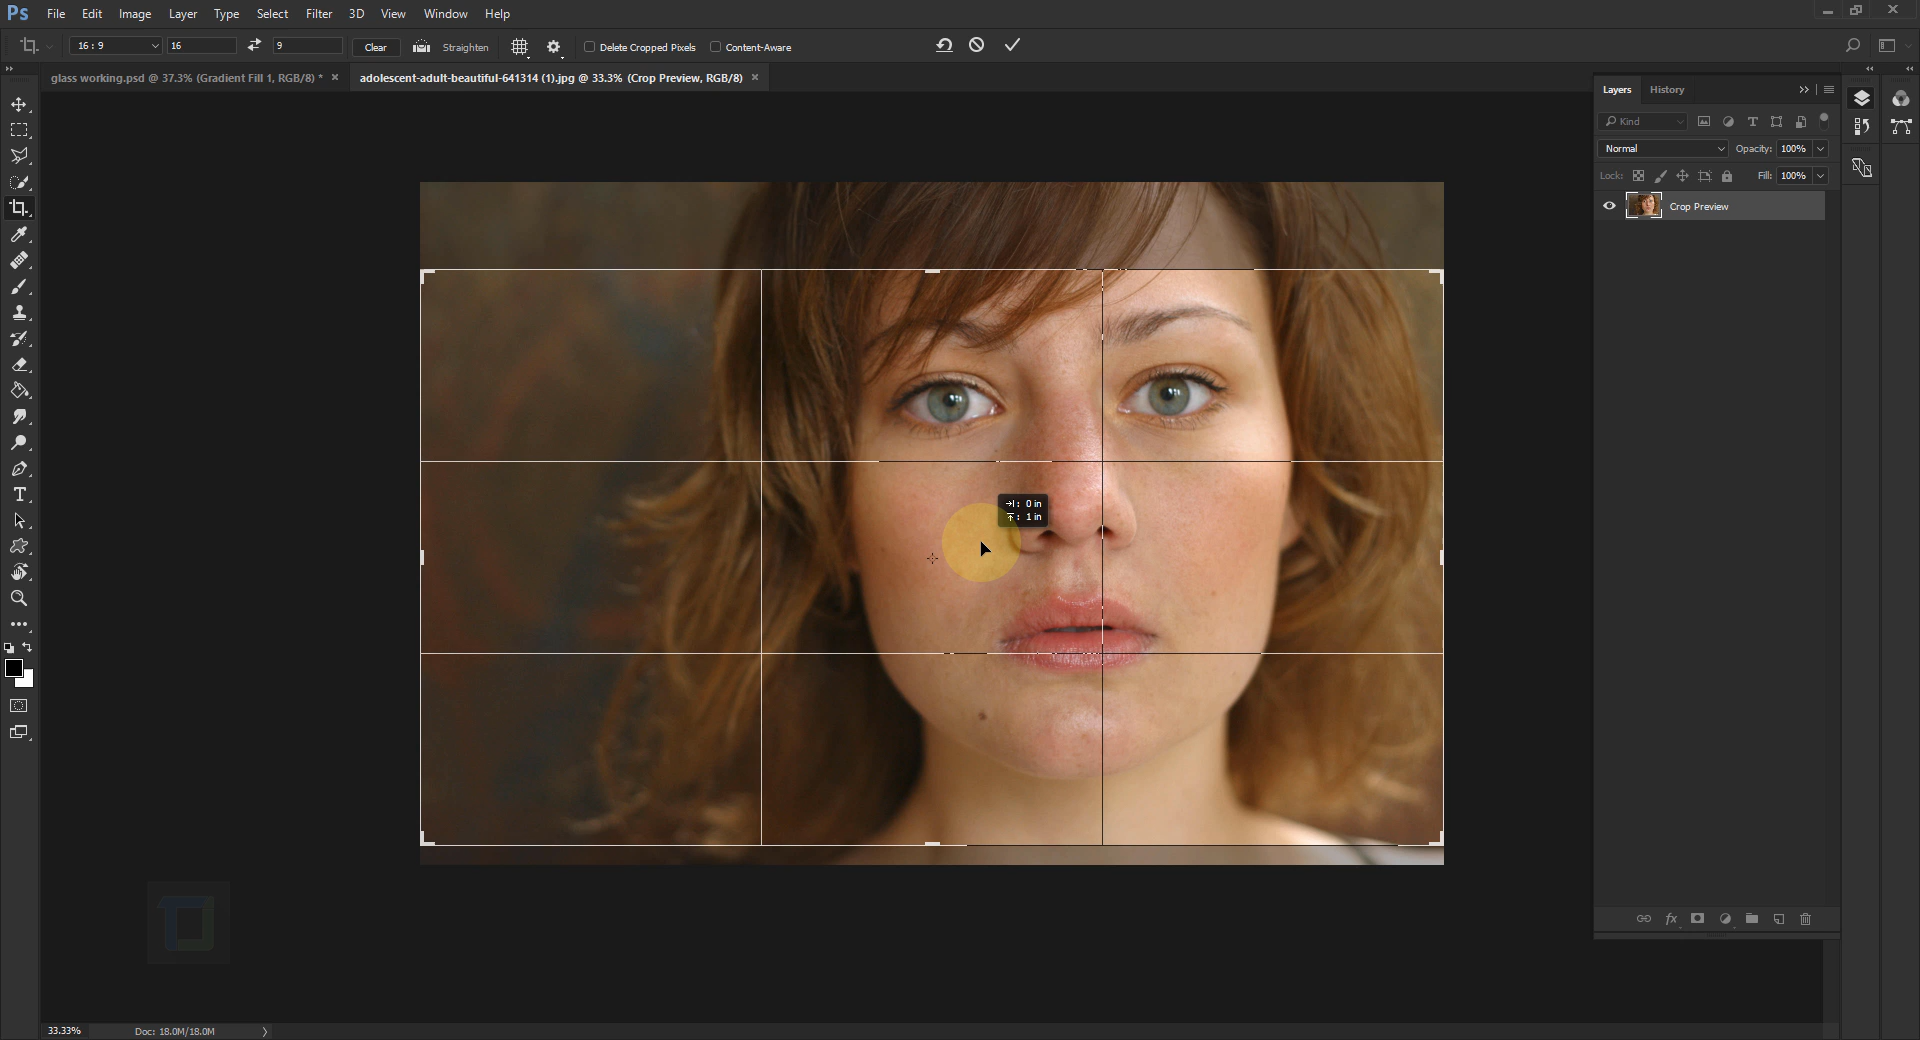 Ps File Edit Image Layer Type Select Filter 3D View Window Help
16 : 9 16 9 Clear Straighten Delete Cropped Pixels Content-Aware
glass working.psd @ 37.3% (Gradient Fill 1, RGB/8) * × adolescent-adult-beautiful-641314 (1).jpg @ 33.3% (Crop Preview, RGB/8) ×
Layers History
Kind
Normal Opacity: 100%
Lock: Fill: 100%
Crop Preview
0 in
1 in
fx
33.33% Doc: 18.0M/18.0M